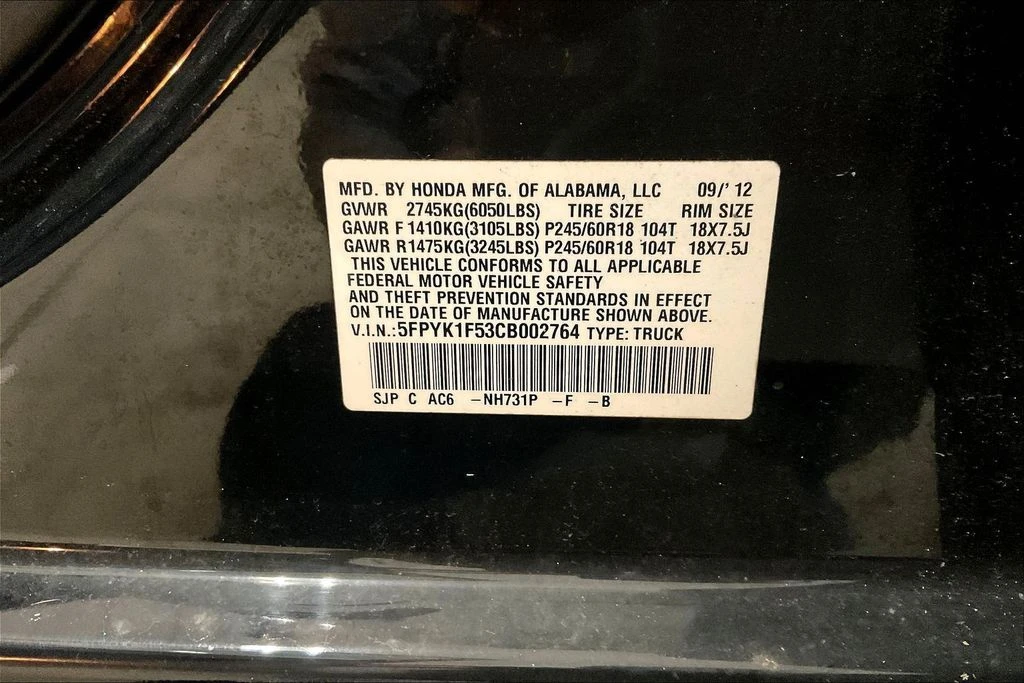 MFD. BY HONDA MFG. OF ALABAMA, LLC 09/' 12
GVWR 2745KG(6050LBS) TIRE SIZE RIM SIZE
GAWR F 1410KG(3105LBS) P245/60R18 104T 18X7.5J
GAWR R1475KG(3245LBS) P245/60R18 104T 18X7.5J
THIS VEHICLE CONFORMS TO ALL APPLICABLE
FEDERAL MOTOR VEHICLE SAFETY
AND THEFT PREVENTION STANDARDS IN EFFECT
ON THE DATE OF MANUFACTURE SHOWN ABOVE.
V.I.N.:5FPYK1F53CB002764 TYPE: TRUCK
SJP C AC6 -NH731P -F -B